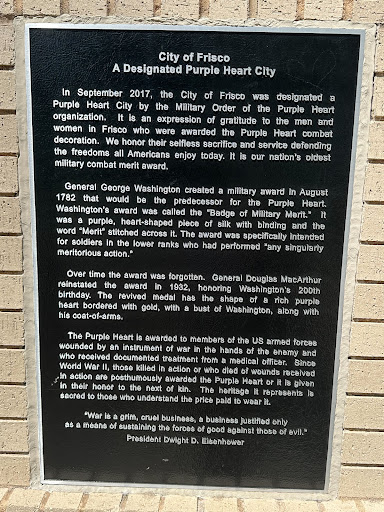 City of Frisco
A Designated Purple Heart City
In September 2017, the City of Frisco was designated a
Purple Heart City by the Military Order of the Purple Heart
organization. It is an expression of gratitude to the men and
women in Frisco who were awarded the Purple Heart combat
decoration. We honor their selfless sacrifice and service defending
the freedoms all Americans enjoy today. It is our nation's oldest
military combat merit award.
General George Washington created a military award in August
1782 that would be the predecessor for the Purple Heart.
Washington's award was called the "Badge of Military Merit." It
was a purple, heart-shaped piece of silk with binding and the
word "Merit" stitched across it. The award was specifically intended
for soldiers in the lower ranks who had performed "any singularly
meritorious action."
Over time the award was forgotten. General Douglas MacArthur
reinstated the award in 1932, honoring Washington's 200th
birthday. The revived medal has the shape of a rich purple
heart bordered with gold, with a bust of Washington, along with
his coat-of-arms.
The Purple Heart is awarded to members of the US armed forces
wounded by an instrument of war in the hands of the enemy and
who received documented treatment from a medical officer. Since
World War II, those killed in action or who died of wounds received
in action are posthumously awarded the Purple Heart or it is given
in their honor to the next of kin. The heritage it represents is
sacred to those who understand the price paid to wear it.
"War is a grim, cruel business, a business justified only
as a means of sustaining the forces of good against those of evil."
President Dwight D. Eisenhower